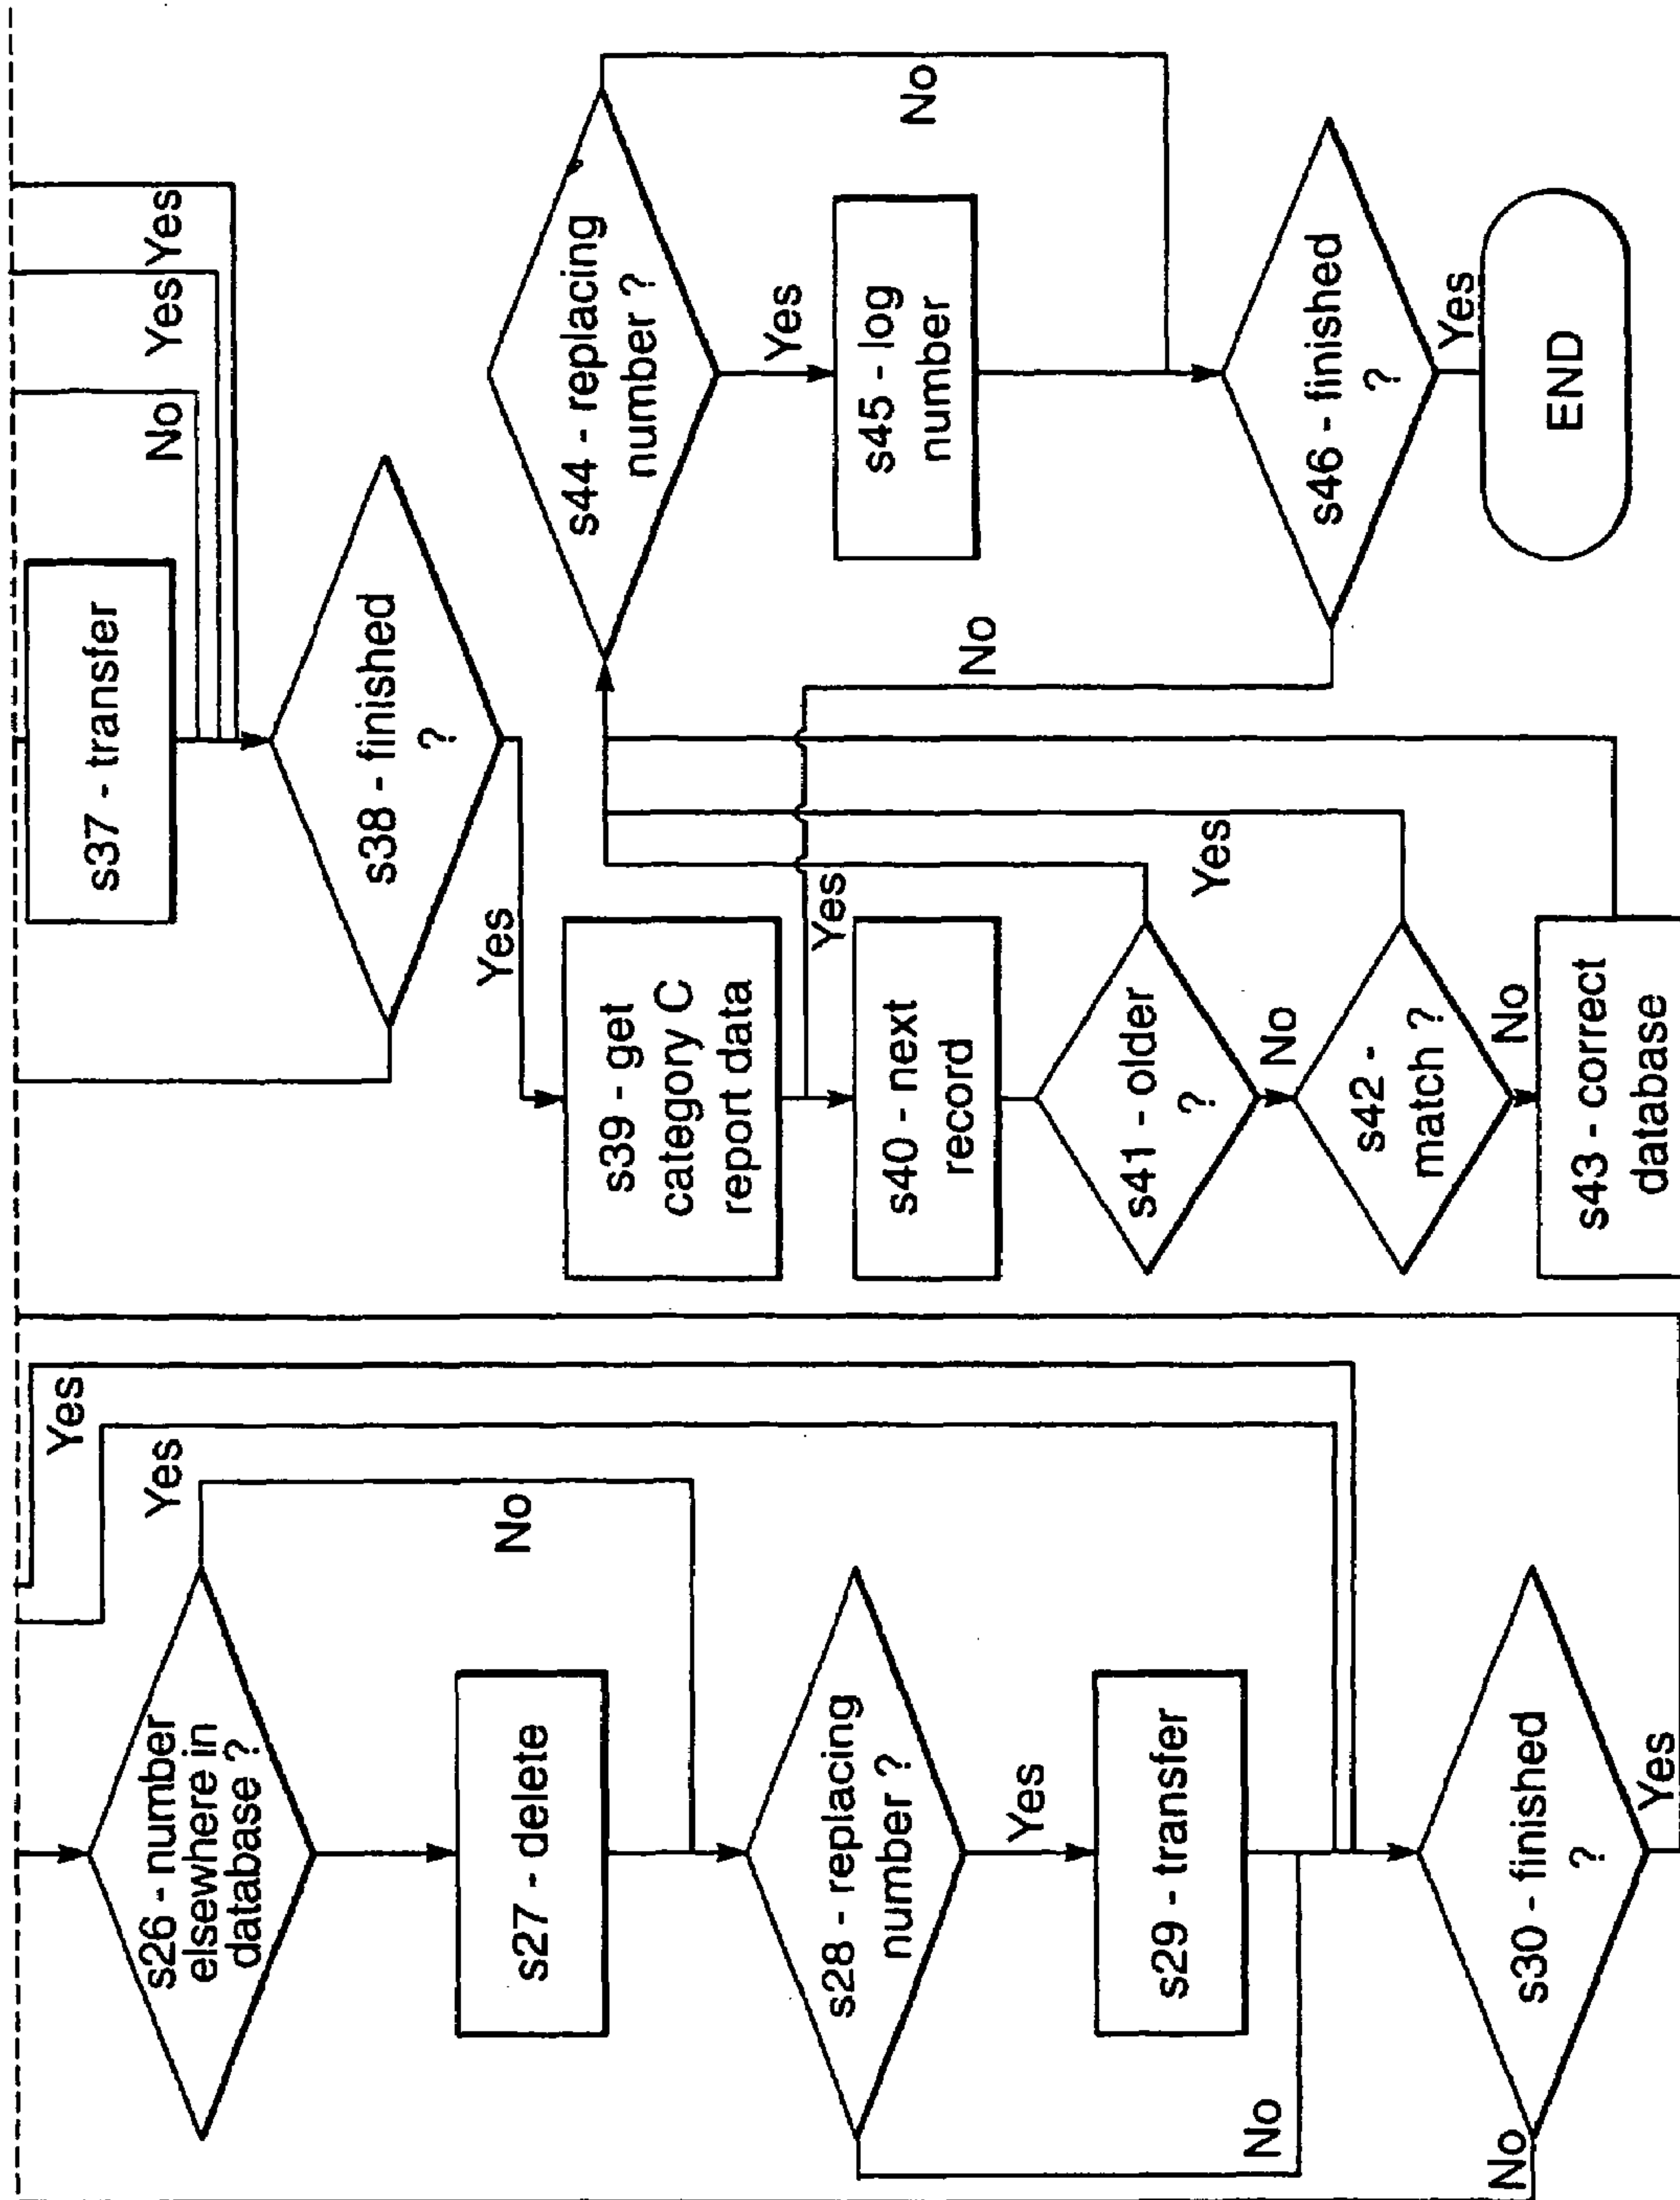 Yes
Yes
s26 - number
elsewhere in
database ?
No
s27 - delete
s28 - replacing
number ?
Yes
s29 - transfer
No
s30 - finished
?
No
Yes
No
Yes
Yes
s37 - transfer
s38 - finished
?
Yes
s39 - get
category C
report data
Yes
s40 - next
record
s41 - older
?
Yes
No
s42 -
match ?
No
s43 - correct
database
s44 - replacing
number ?
No
Yes
s45 - log
number
No
s46 - finished
?
Yes
END